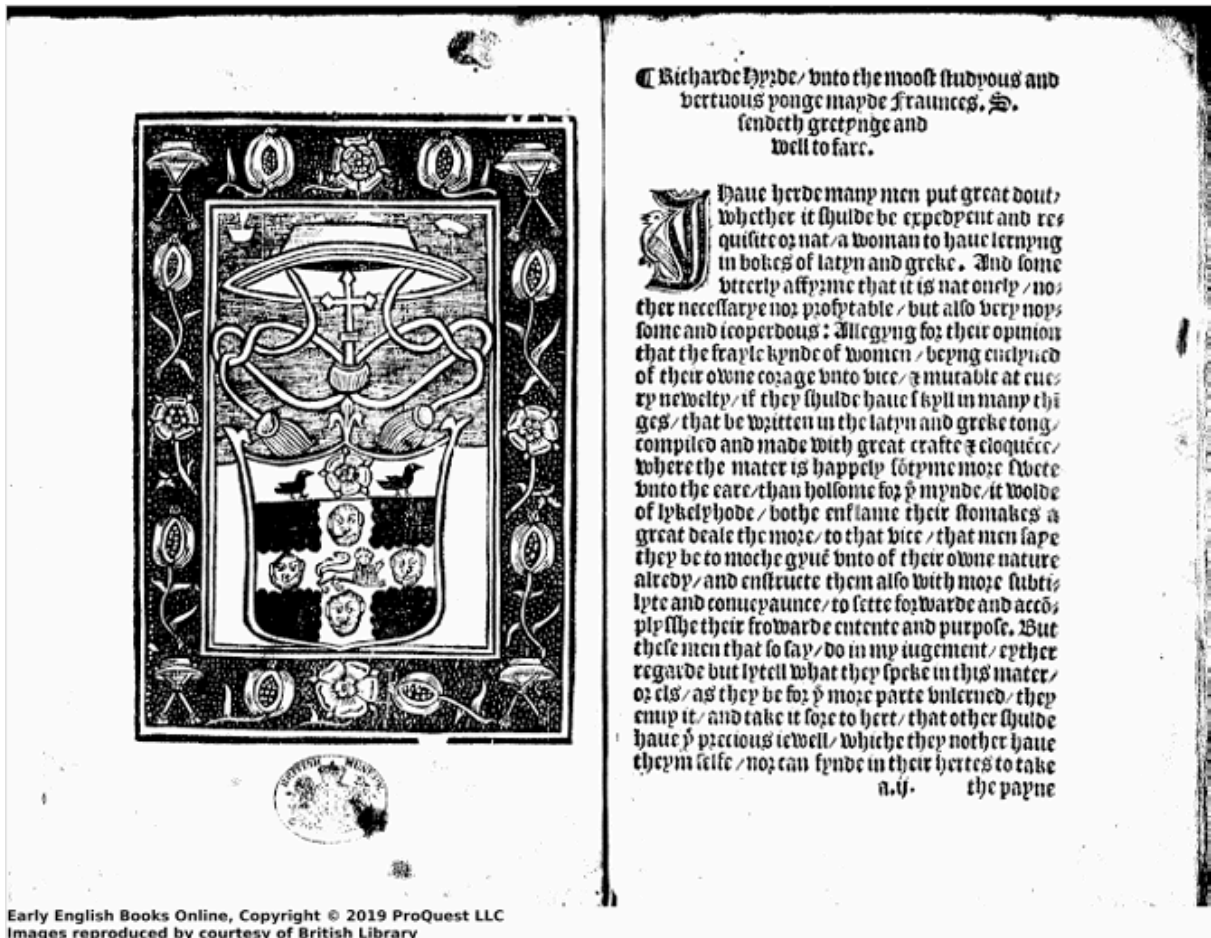 ¶ Richarde Hyrde/ vnto the moost studyous and
vertuous yonge mayde Fraunces. S.
sendeth gretynge and
well to fare.
I Haue herde many men put great dout/
whether it shulde be expedyent and re-
quisite or nat/ a woman to haue lernyng
in bokes of latyn and greke. And some
vtterly affyrme that it is nat onely/ no-
ther necessarye nor profytable/ but also very noy-
some and ieoperdous: Allegyng for their opinion
that the frayle kynde of women/ beyng enclyned
of their owne corage vnto vice/ ⁊ mutable at eue-
ry newelty/ if they shulde haue skyll in many thī
ges/ that be written in the latyn and greke tong/
compiled and made with great crafte ⁊ eloquēce/
where the mater is happely sōtyme more swete
vnto the eare/ than holsome for yͤ mynde/ it wolde
of lykelyhode/ bothe enflame their stomakes a
great deale the more/ to that vice/ that men saye
they be to moche gyuē vnto of their owne nature
alredy/ and enstructe them also with more subti-
lyte and conueyaunce/ to sette forwarde and accō-
plysshe their frowarde entente and purpose. But
these men that so say/ do in my iugement/ eyther
regarde but lytell what they speke in this mater/
or els/ as they be for yͤ more parte vnlerned/ they
enuy it/ and take it sore to hert/ that other shulde
haue yͤ precious iewell/ whiche they nother haue
theym selfe/ nor can fynde in their hertes to take
a.ij. the payne
BRITISH MUSEUM
Early English Books Online, Copyright © 2019 ProQuest LLC
Images reproduced by courtesy of British Library